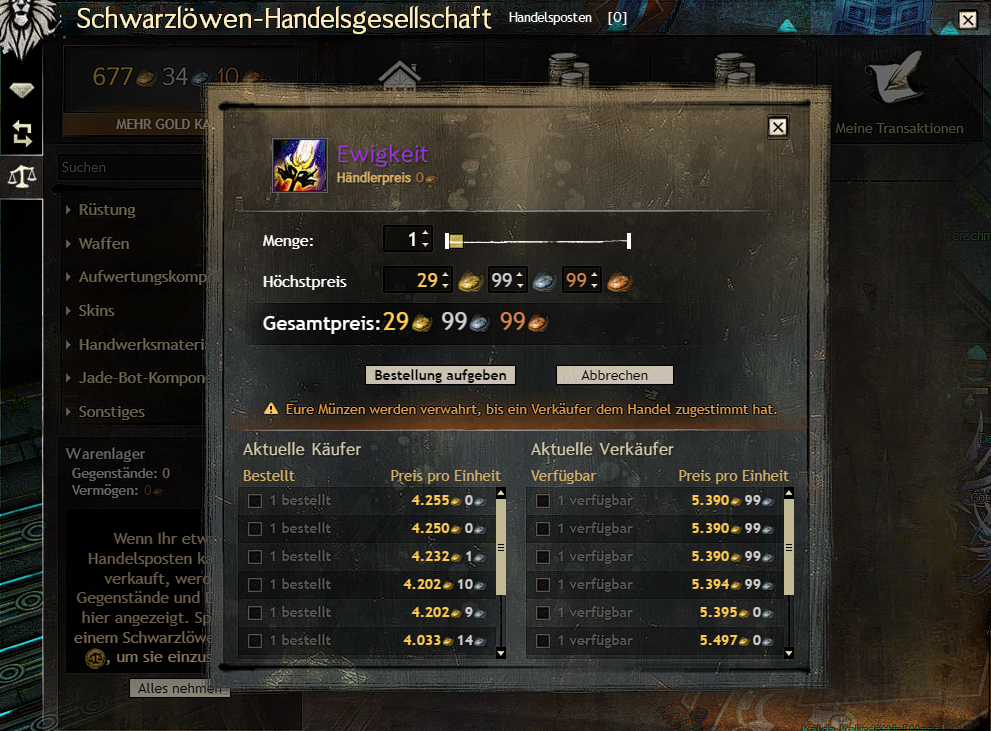 Schwarzlöwen-Handelsgesellschaft Handelsposten [0]
677 34 10
MEHR GOLD KA
Meine Transaktionen
Suchen
Rüstung
Waffen
Aufwertungskomp
Skins
Handwerksmateri
Jade-Bot-Kompon
Sonstiges
Warenlager
Gegenstände: 0
Vermögen: 0
Wenn Ihr etw
Handelsposten ka
verkauft, werd
Gegenstände und
hier angezeigt. Sp
einem Schwarzlöwe
, um sie einzus
Alles nehmen
Ewigkeit
Händlerpreis 0
Menge: 1
Höchstpreis 29 99 99
Gesamtpreis: 29 99 99
Bestellung aufgeben Abbrechen
Eure Münzen werden verwahrt, bis ein Verkäufer dem Handel zugestimmt hat.
Aktuelle Käufer
Bestellt Preis pro Einheit
1 bestellt 4.255 0
1 bestellt 4.250 0
1 bestellt 4.232 1
1 bestellt 4.202 10
1 bestellt 4.202 9
1 bestellt 4.033 14
Aktuelle Verkäufer
Verfügbar Preis pro Einheit
1 verfügbar 5.390 99
1 verfügbar 5.390 99
1 verfügbar 5.390 99
1 verfügbar 5.394 99
1 verfügbar 5.395 0
1 verfügbar 5.497 0